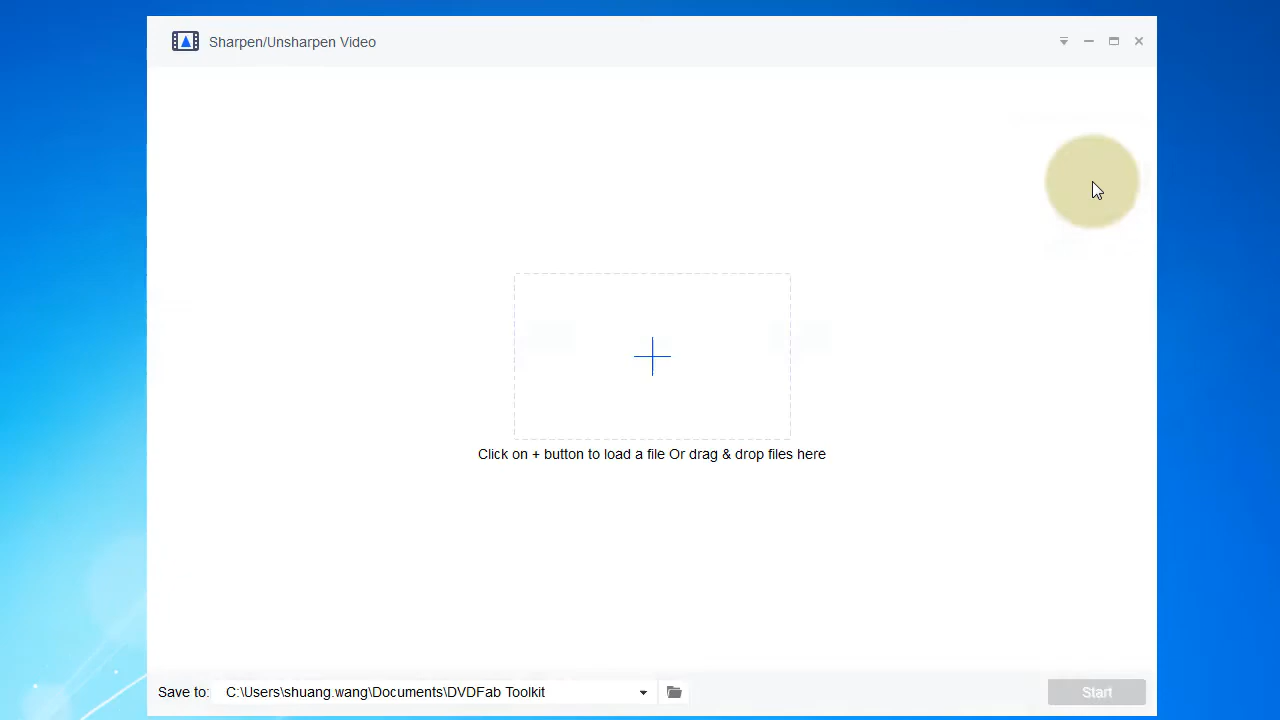 Sharpen/Unsharpen Video
Click on + button to load a file Or drag & drop files here
Save to: C:\Users\shuang.wang\Documents\DVDFab Toolkit
Start